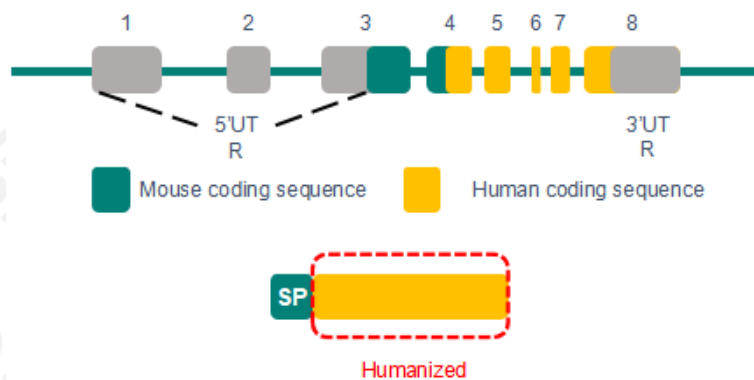 1 2 3 4 5 6 7 8
5'UT
R
3'UT
R
Mouse coding sequence Human coding sequence
SP
Humanized